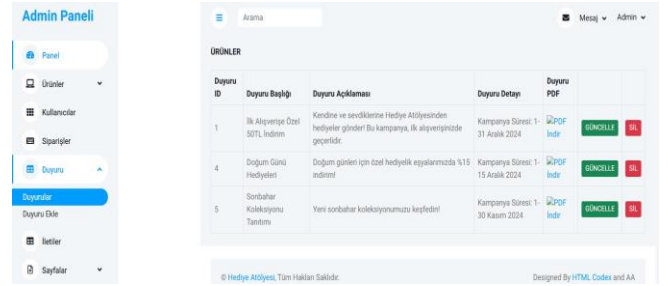 Admin Paneli
Panel
Ürünler
Kullanıcılar
Siparişler
Duyuru
Duyurular
Duyuru Ekle
İletiler
Sayfalar
Arama
Mesaj
Admin
ÜRÜNLER
Duyuru ID Duyuru Başlığı Duyuru Açıklaması Duyuru Detayı Duyuru PDF
1 İlk Alışverişe Özel 50TL İndirim Kendine ve sevdiklerine Hediye Atölyesinden hediyeler gönder! Bu kampanya, ilk alışverişinizde geçerlidir. Kampanya Süresi: 1-31 Aralık 2024 PDF İndir GÜNCELLE SİL
4 Doğum Günü Hediyeleri Doğum günleri için özel hediyelik eşyalarımızda %15 indirim! Kampanya Süresi: 1-15 Aralık 2024 PDF İndir GÜNCELLE SİL
5 Sonbahar Koleksiyonu Tanıtımı Yeni sonbahar koleksiyonumuzu keşfedin! Kampanya Süresi: 1-30 Kasım 2024 PDF İndir GÜNCELLE SİL
© Hediye Atölyesi, Tüm Hakları Saklıdır.
Designed By HTML Codex and AA